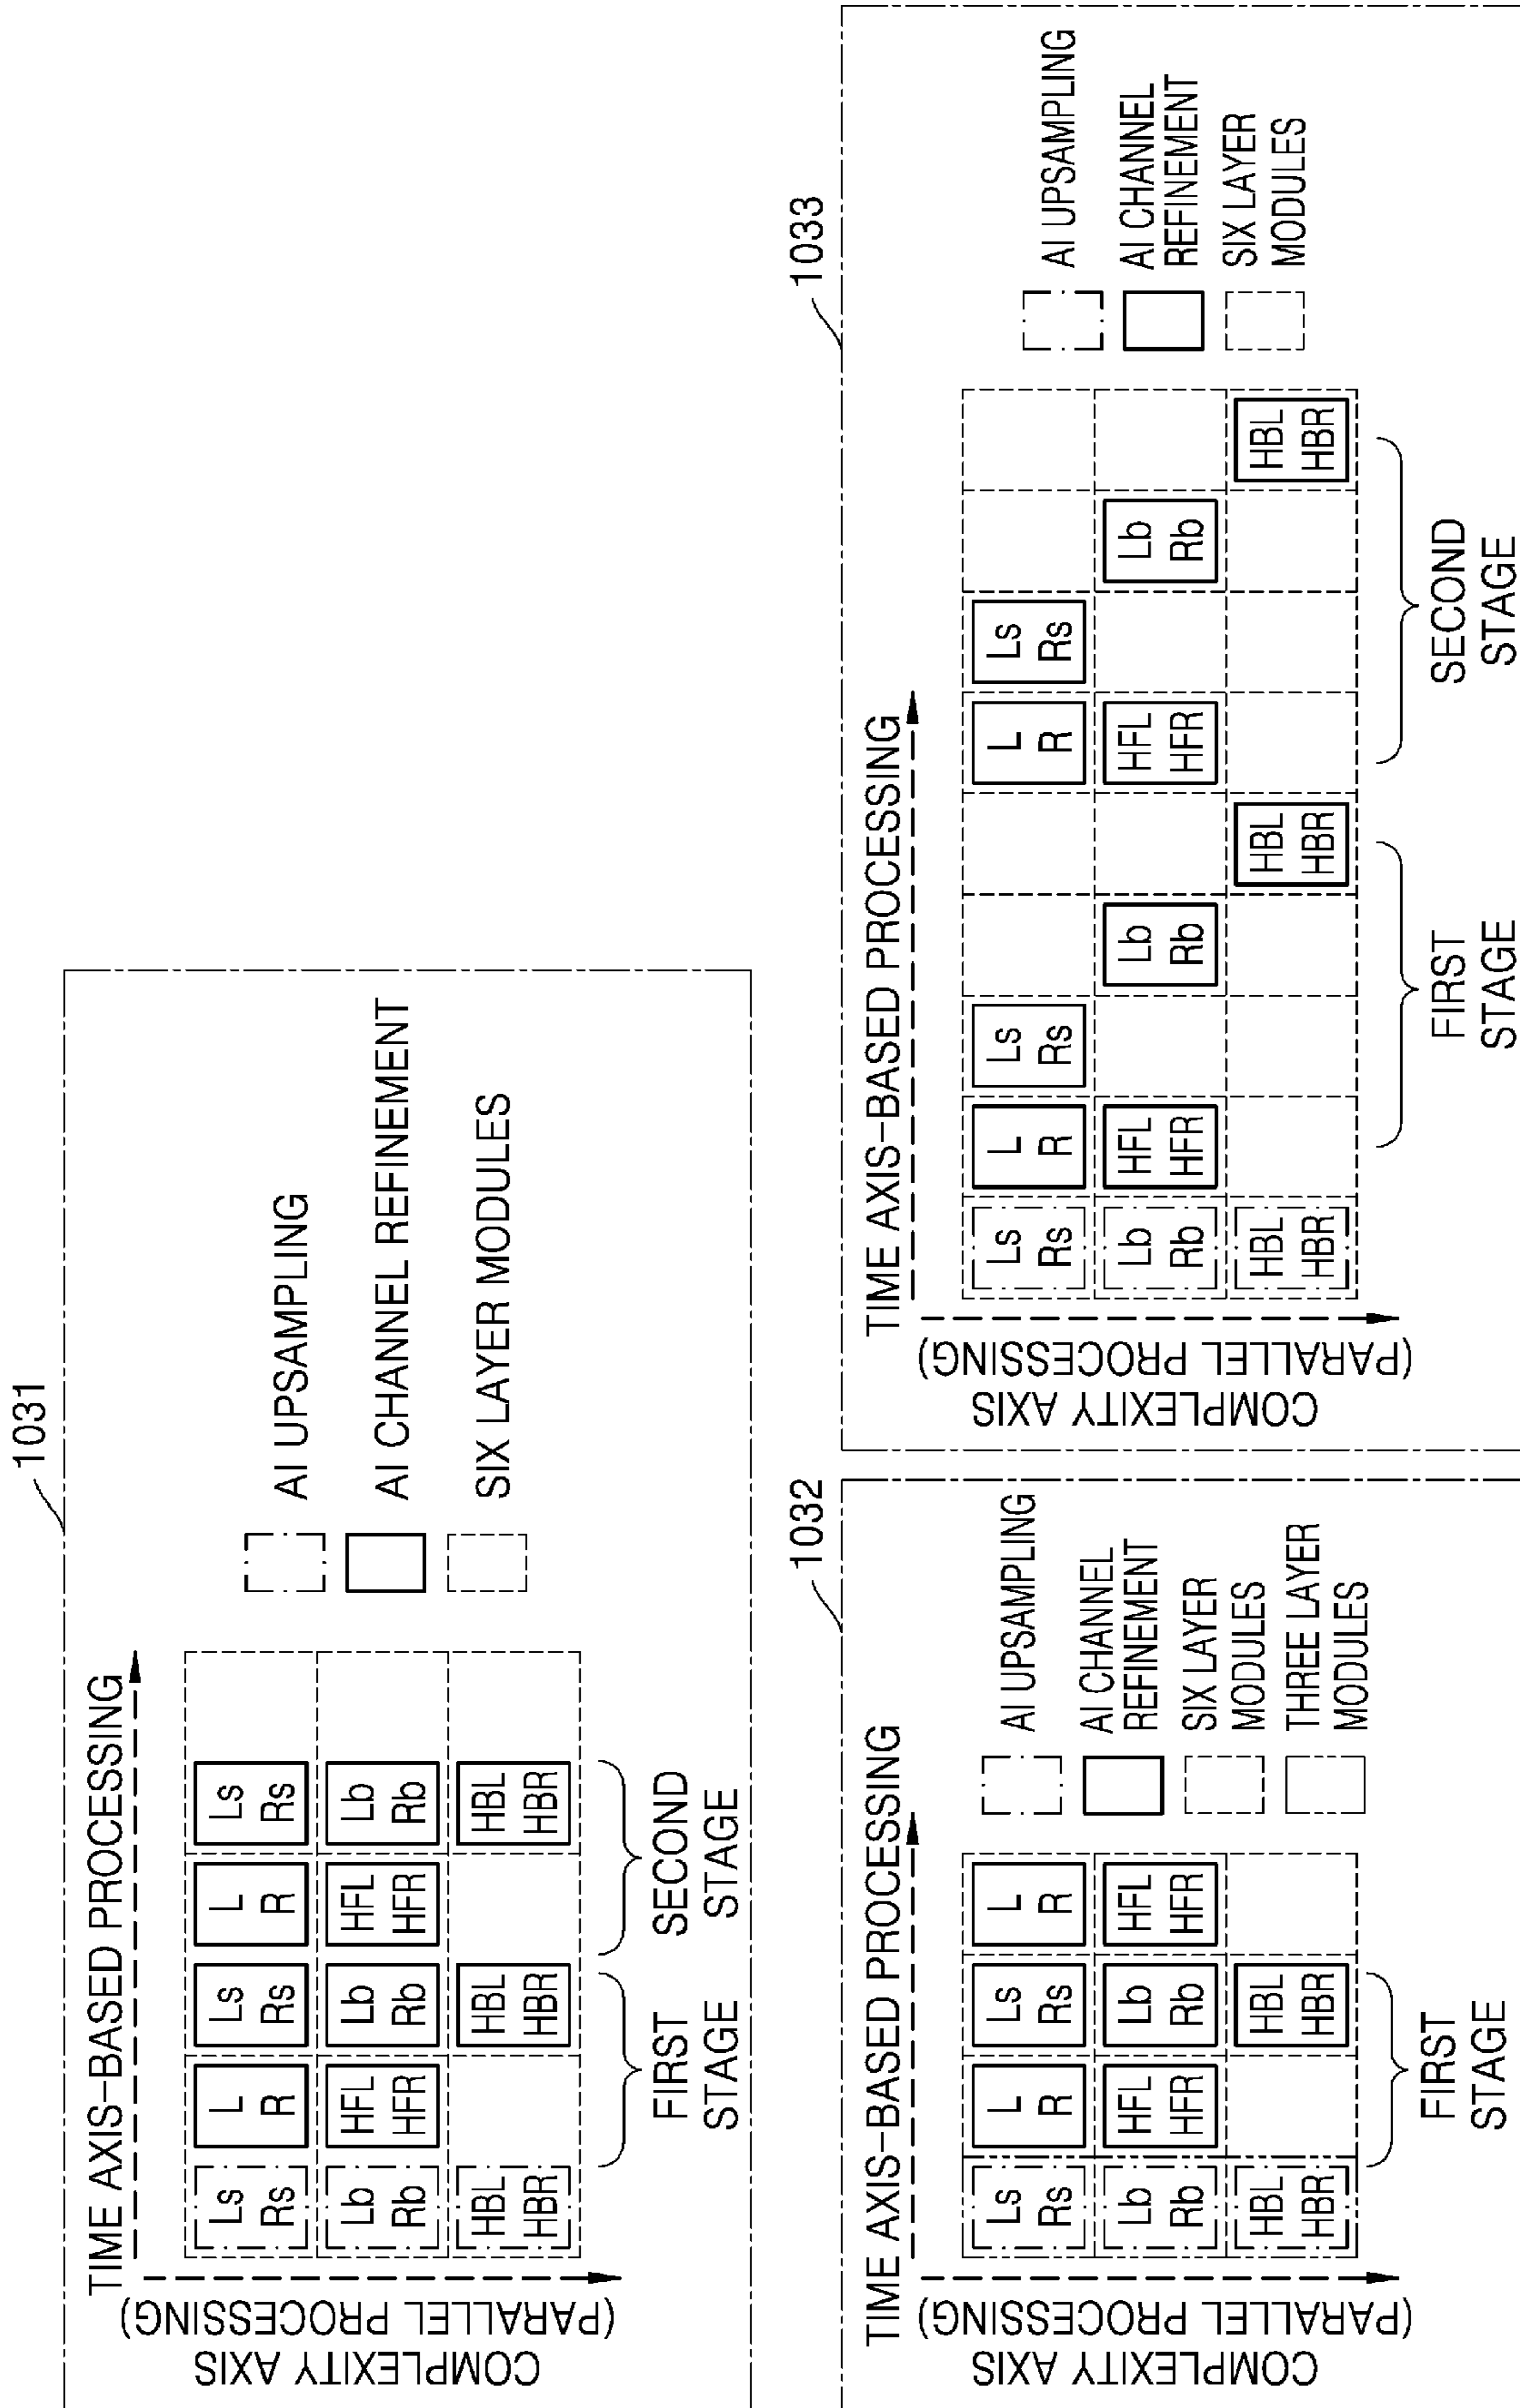 1031
TIME AXIS-BASED PROCESSING
COMPLEXITY AXIS
(PARALLEL PROCESSING)
Ls
Rs
L
R
Ls
Rs
L
R
Ls
Rs
Lb
Rb
HFL
HFR
Lb
Rb
HFL
HFR
Lb
Rb
HBL
HBR
HBL
HBR
HBL
HBR
FIRST
STAGE
SECOND
STAGE
AI UPSAMPLING
AI CHANNEL REFINEMENT
SIX LAYER MODULES
1032
TIME AXIS-BASED PROCESSING
COMPLEXITY AXIS
(PARALLEL PROCESSING)
Ls
Rs
L
R
Ls
Rs
L
R
Lb
Rb
HFL
HFR
Lb
Rb
HFL
HFR
HBL
HBR
HBL
HBR
FIRST
STAGE
AI UPSAMPLING
AI CHANNEL
REFINEMENT
SIX LAYER
MODULES
THREE LAYER
MODULES
1033
TIME AXIS-BASED PROCESSING
COMPLEXITY AXIS
(PARALLEL PROCESSING)
Ls
Rs
L
R
Ls
Rs
L
R
Ls
Rs
Lb
Rb
HFL
HFR
Lb
Rb
HFL
HFR
Lb
Rb
HBL
HBR
HBL
HBR
HBL
HBR
FIRST
STAGE
SECOND
STAGE
AI UPSAMPLING
AI CHANNEL
REFINEMENT
SIX LAYER
MODULES